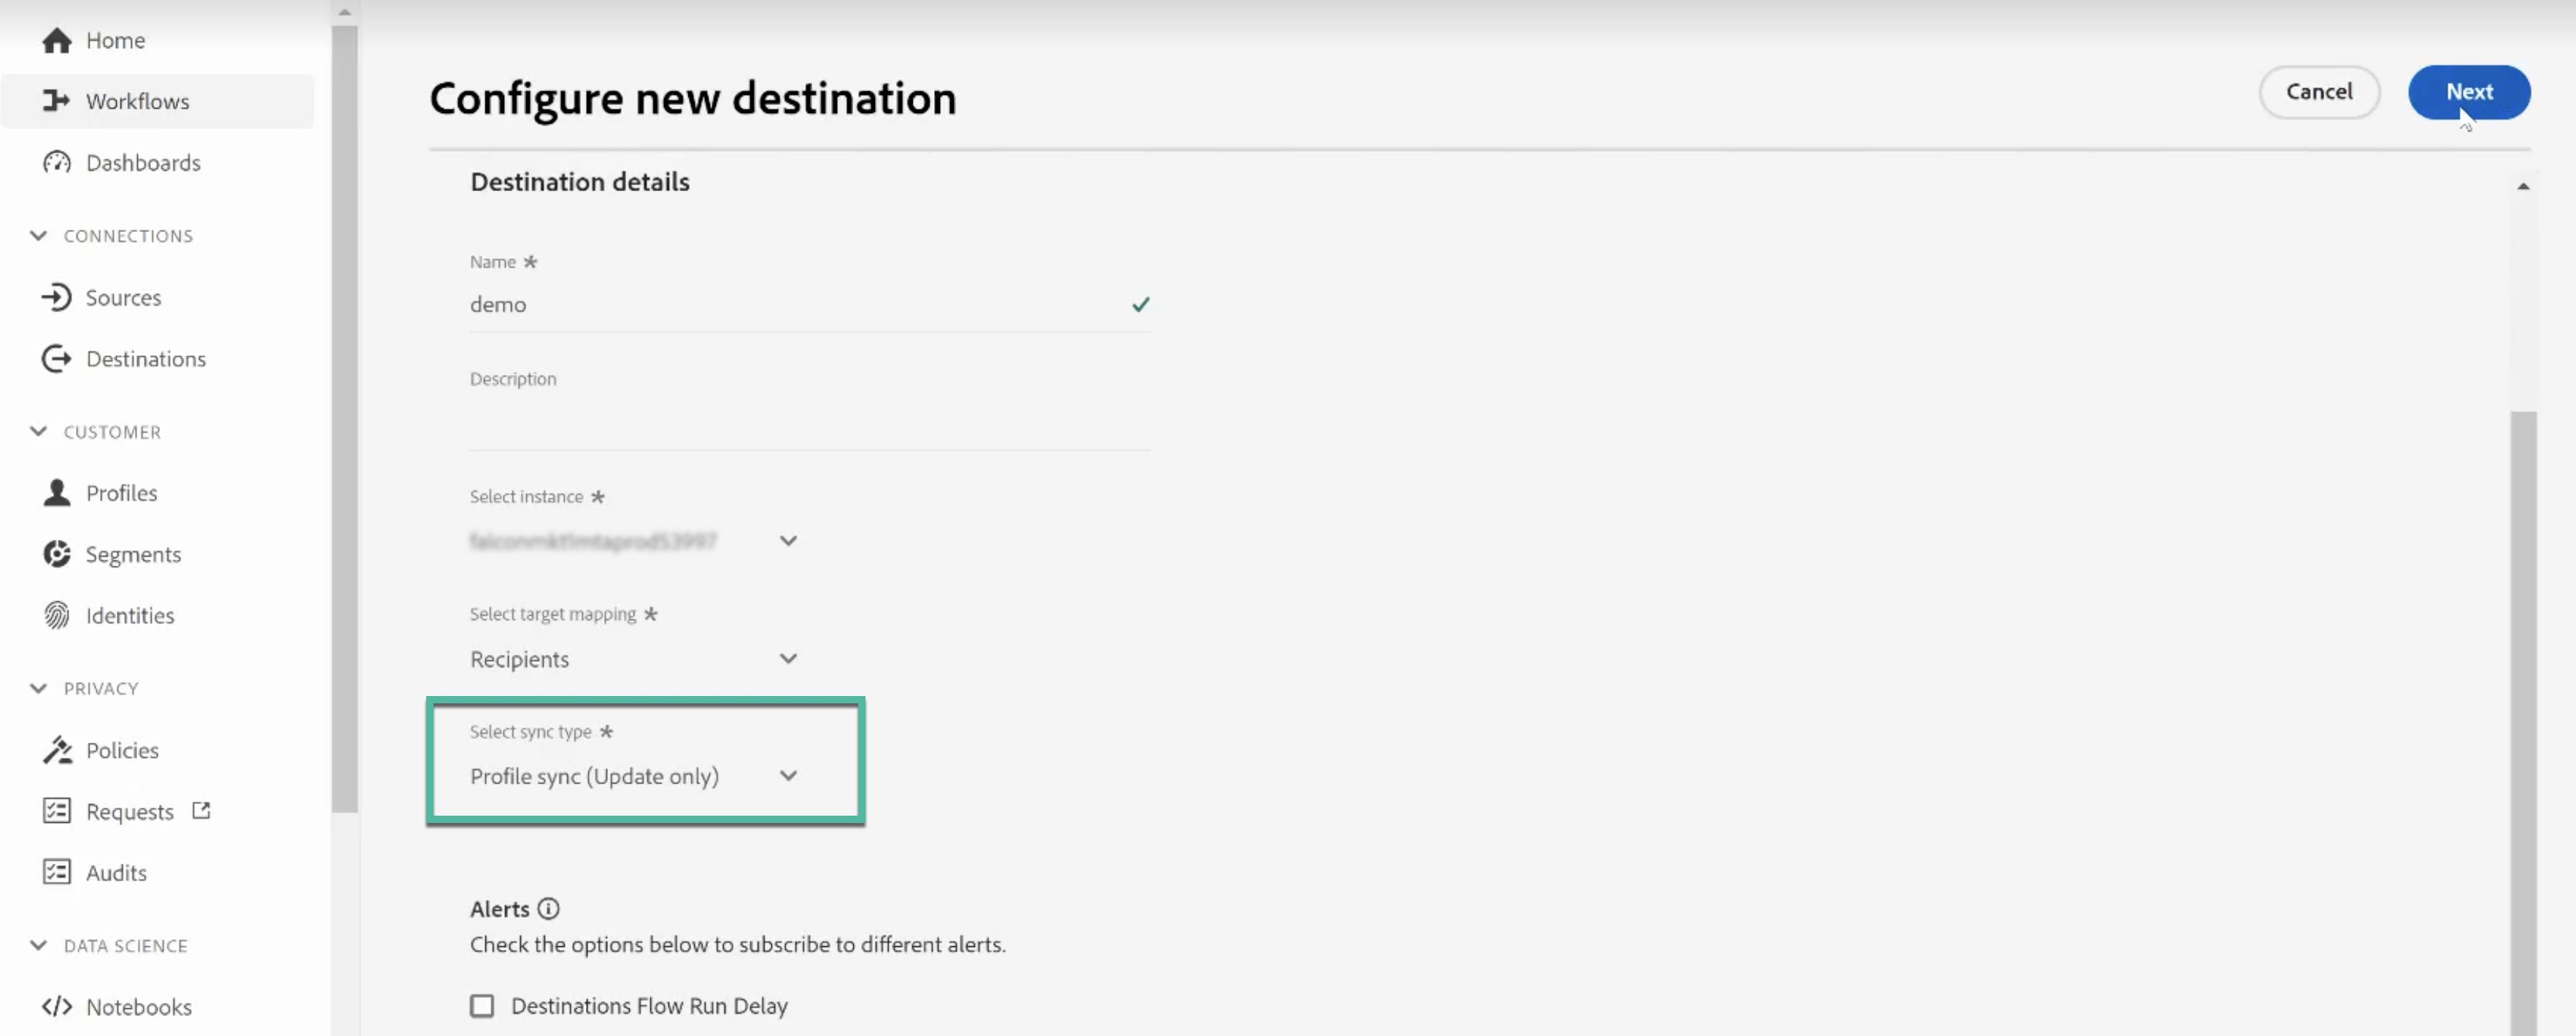 Home
Workflows
Dashboards
CONNECTIONS
Sources
Destinations
CUSTOMER
Profiles
Segments
Identities
PRIVACY
Policies
Requests
Audits
DATA SCIENCE
Notebooks
Configure new destination
Cancel
Next
Destination details
Name *
demo
Description
Select instance *
Select target mapping *
Recipients
Select sync type *
Profile sync (Update only)
Alerts
Check the options below to subscribe to different alerts.
Destinations Flow Run Delay